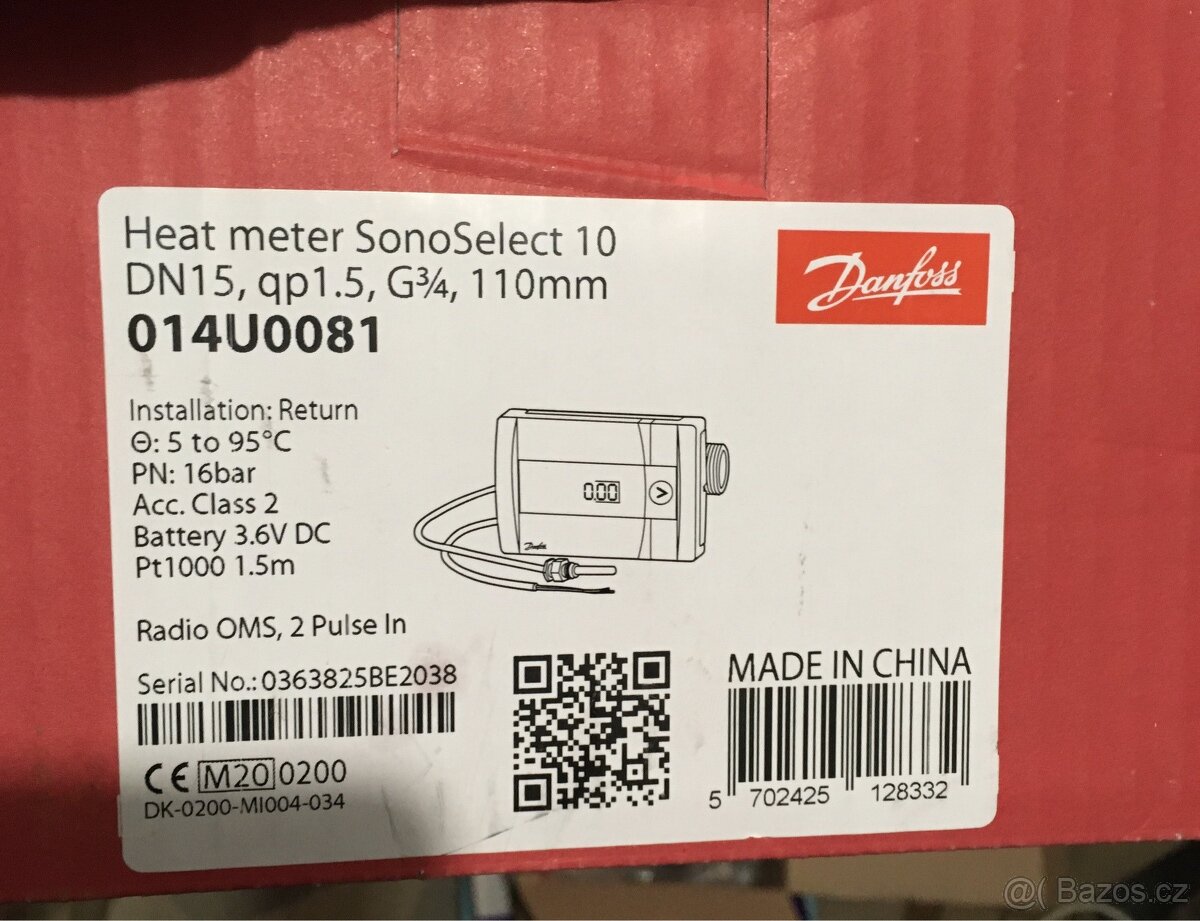 Heat meter SonoSelect 10
DN15, qp1.5, G¾, 110mm
014U0081
Danfoss
Installation: Return
Θ: 5 to 95°C
PN: 16bar
Acc. Class 2
Battery 3.6V DC
Pt1000 1.5m
0.00
Danfoss
Radio OMS, 2 Pulse In
Serial No.: 0363825BE2038
CE M20 0200
DK-0200-MI004-034
MADE IN CHINA
5 702425 128332
@( Bazos.cz